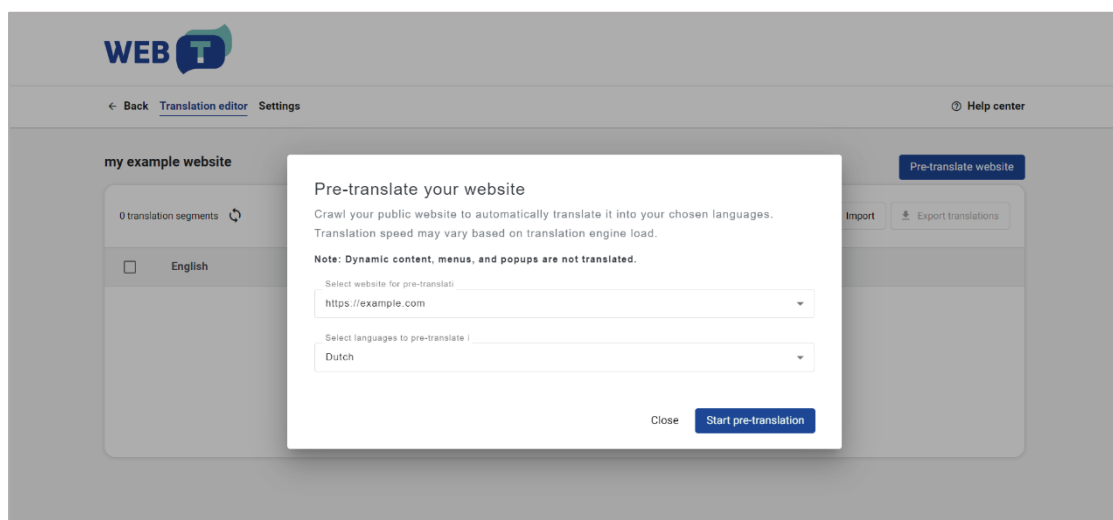 WEB T
← Back Translation editor Settings
Help center
my example website
Pre-translate website
0 translation segments
Import
Export translations
English
Pre-translate your website
Crawl your public website to automatically translate it into your chosen languages.
Translation speed may vary based on translation engine load.
Note: Dynamic content, menus, and popups are not translated.
Select website for pre-translati
https://example.com
Select languages to pre-translate i
Dutch
Close
Start pre-translation